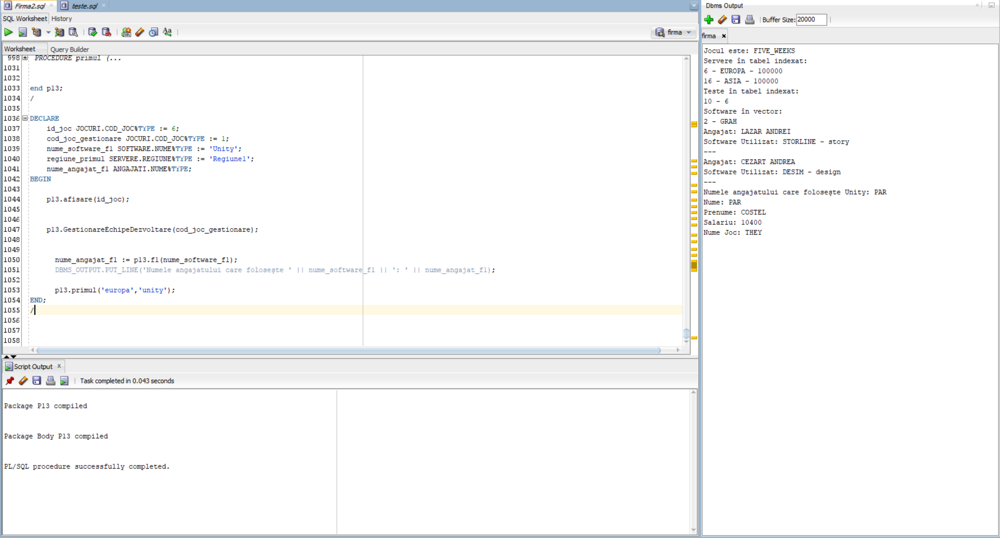 Firma2.sql
teste.sql
SQL Worksheet History
firma
Worksheet Query Builder
998 PROCEDURE primul (...
1031
1032
1033 end p13;
1034 /
1035
1036 DECLARE
1037 id_joc JOCURI.COD_JOC%TYPE := 6;
1038 cod_joc_gestionare JOCURI.COD_JOC%TYPE := 1;
1039 nume_software_f1 SOFTWARE.NUME%TYPE := 'Unity';
1040 regiune_primul SERVERE.REGIUNE%TYPE := 'Regiune1';
1041 nume_angajat_f1 ANGAJATI.NUME%TYPE;
1042 BEGIN
1043
1044 p13.afisare(id_joc);
1045
1046
1047 p13.GestionareEchipeDezvoltare(cod_joc_gestionare);
1048
1049
1050 nume_angajat_f1 := p13.f1(nume_software_f1);
1051 DBMS_OUTPUT.PUT_LINE('Numele angajatului care folosește ' || nume_software_f1 || ': ' || nume_angajat_f1);
1052
1053 p13.primul('europa','unity');
1054 END;
1055 /
1056
1057
1058
Script Output
Task completed in 0.043 seconds
Package P13 compiled
Package Body P13 compiled
PL/SQL procedure successfully completed.
Dbms Output
Buffer Size: 20000
firma
Jocul este: FIVE_WEEKS
Servere în tabel indexat:
6 - EUROPA - 100000
16 - ASIA - 100000
Teste în tabel indexat:
10 - 6
Software în vector:
2 - GRAH
Angajat: LAZAR ANDREI
Software Utilizat: STORLINE - story
---
Angajat: CEZART ANDREA
Software Utilizat: DESIM - design
---
Numele angajatului care folosește Unity: PAR
Nume: PAR
Prenume: COSTEL
Salariu: 10400
Nume Joc: THEY